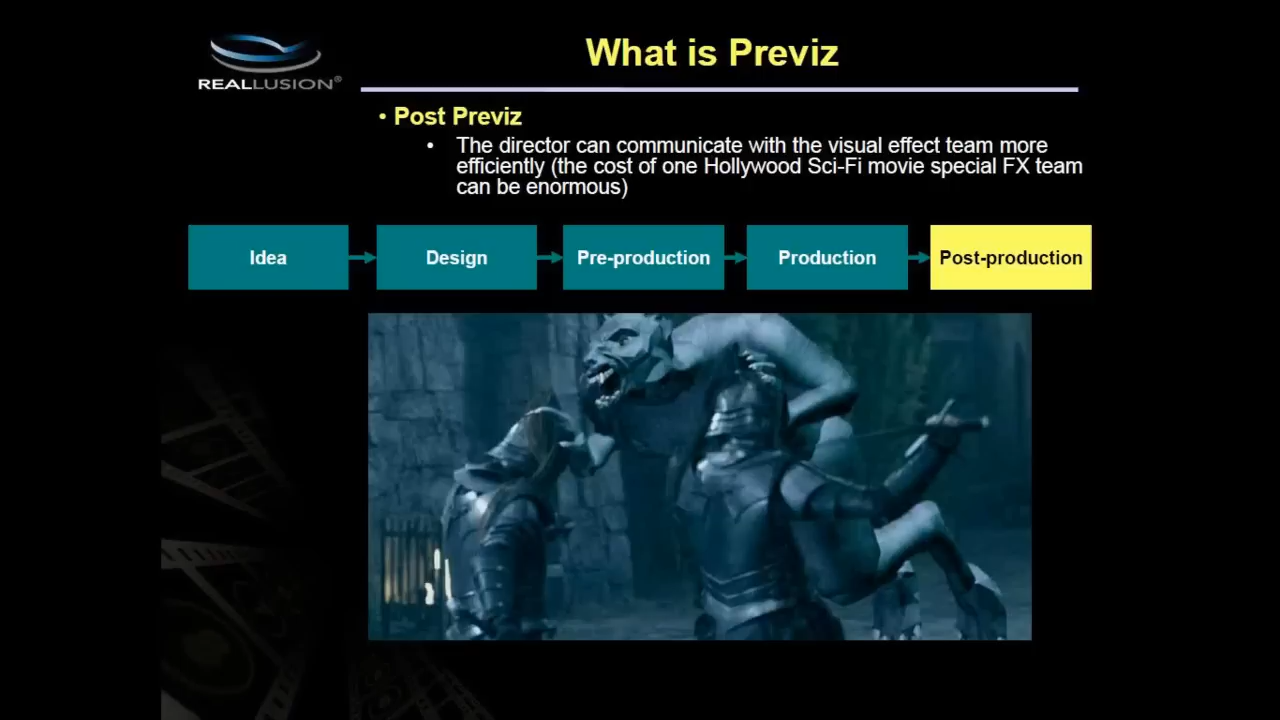 What is Previz
REALLUSION®
• Post Previz
• The director can communicate with the visual effect team more
efficiently (the cost of one Hollywood Sci-Fi movie special FX team
can be enormous)
Idea
Design
Pre-production
Production
Post-production